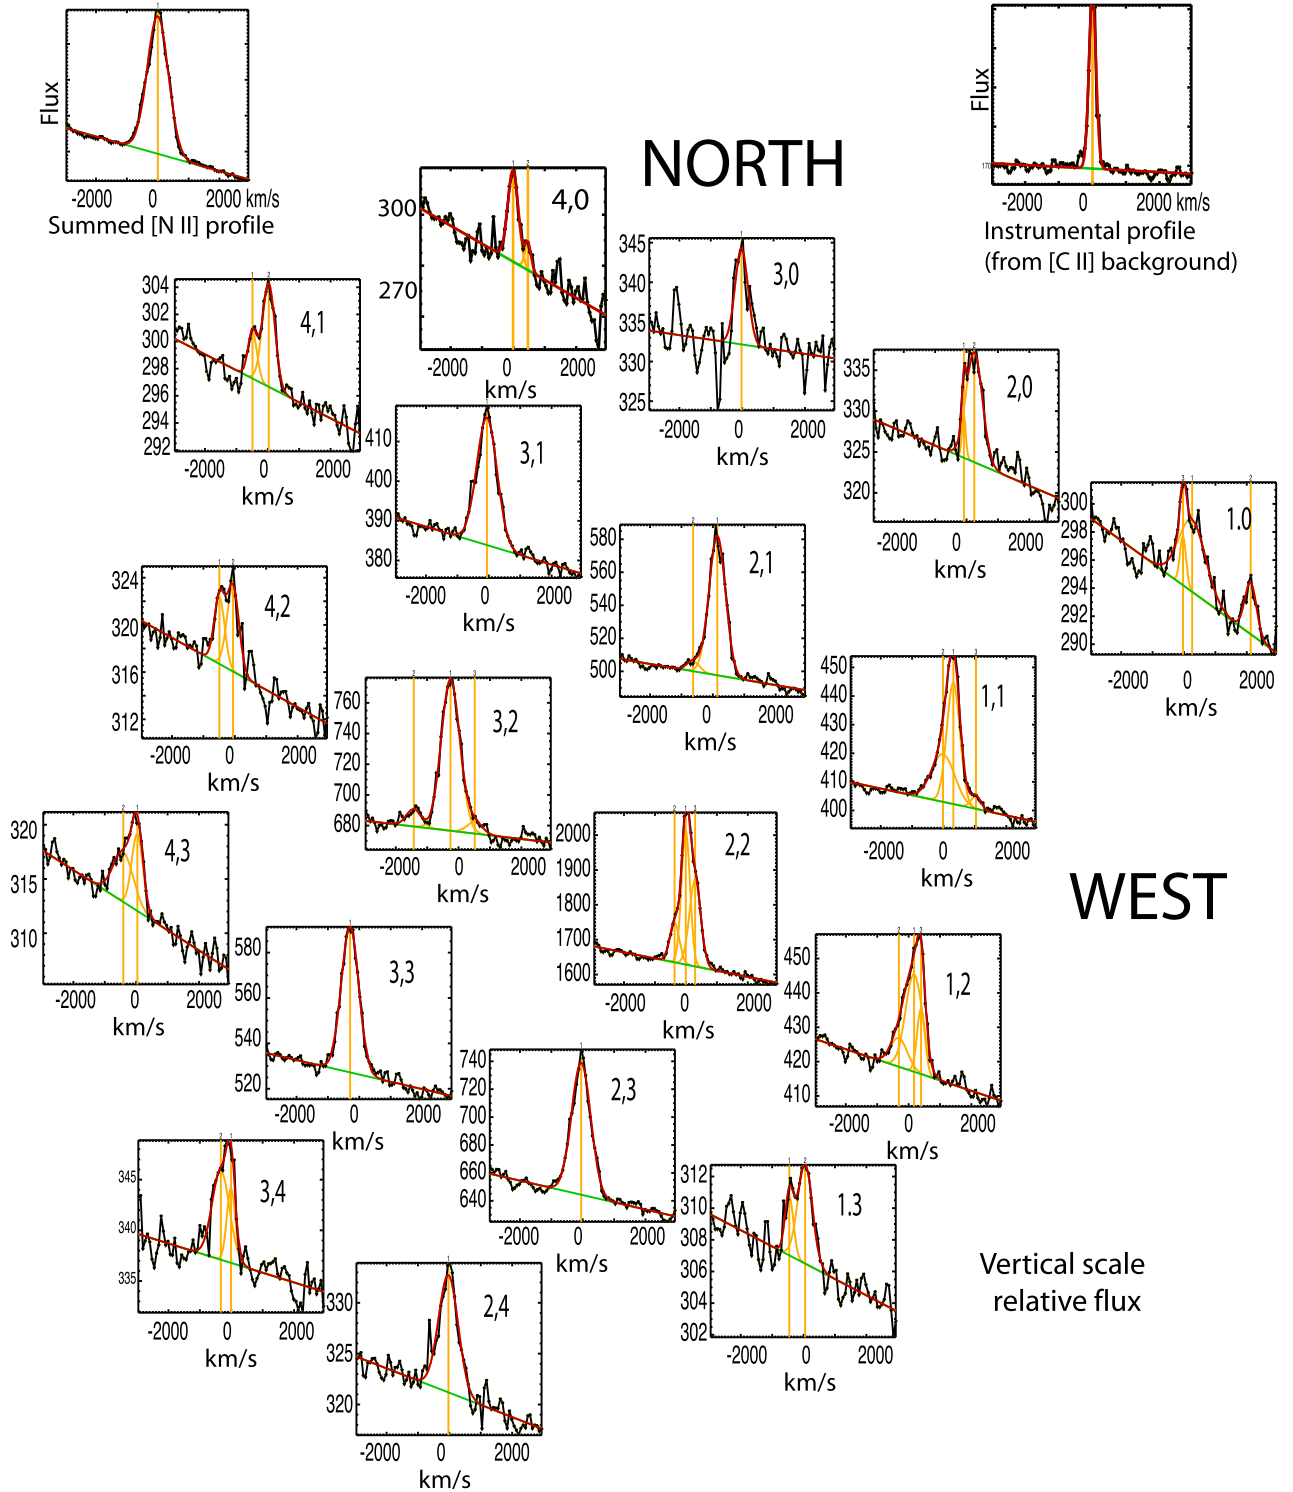 Flux
-2000 0 2000 km/s
Summed [N II] profile
Flux
170
-2000 0 2000 km/s
Instrumental profile
(from [C II] background)
NORTH
4,0
300
270
-2000 0 2000
km/s
3,0
345
340
335
330
325
-2000 0 2000
km/s
4,1
304
302
300
298
296
294
292
-2000 0 2000
km/s
2,0
335
330
325
320
-2000 0 2000
km/s
3,1
410
400
390
380
-2000 0 2000
km/s
1.0
300
298
296
294
292
290
-2000 0 2000
km/s
2,1
580
560
540
520
500
-2000 0 2000
km/s
4,2
324
320
316
312
-2000 0 2000
km/s
1,1
450
440
430
420
410
400
-2000 0 2000
km/s
3,2
760
740
720
700
680
-2000 0 2000
km/s
4,3
320
315
310
-2000 0 2000
km/s
2,2
2000
1900
1800
1700
1600
-2000 0 2000
km/s
WEST
3,3
580
560
540
520
-2000 0 2000
km/s
1,2
450
440
430
420
410
-2000 0 2000
km/s
2,3
740
720
700
680
660
640
-2000 0 2000
km/s
3,4
345
340
335
-2000 0 2000
km/s
1.3
312
310
308
306
304
302
-2000 0 2000
km/s
2,4
330
325
320
-2000 0 2000
km/s
Vertical scale
relative flux